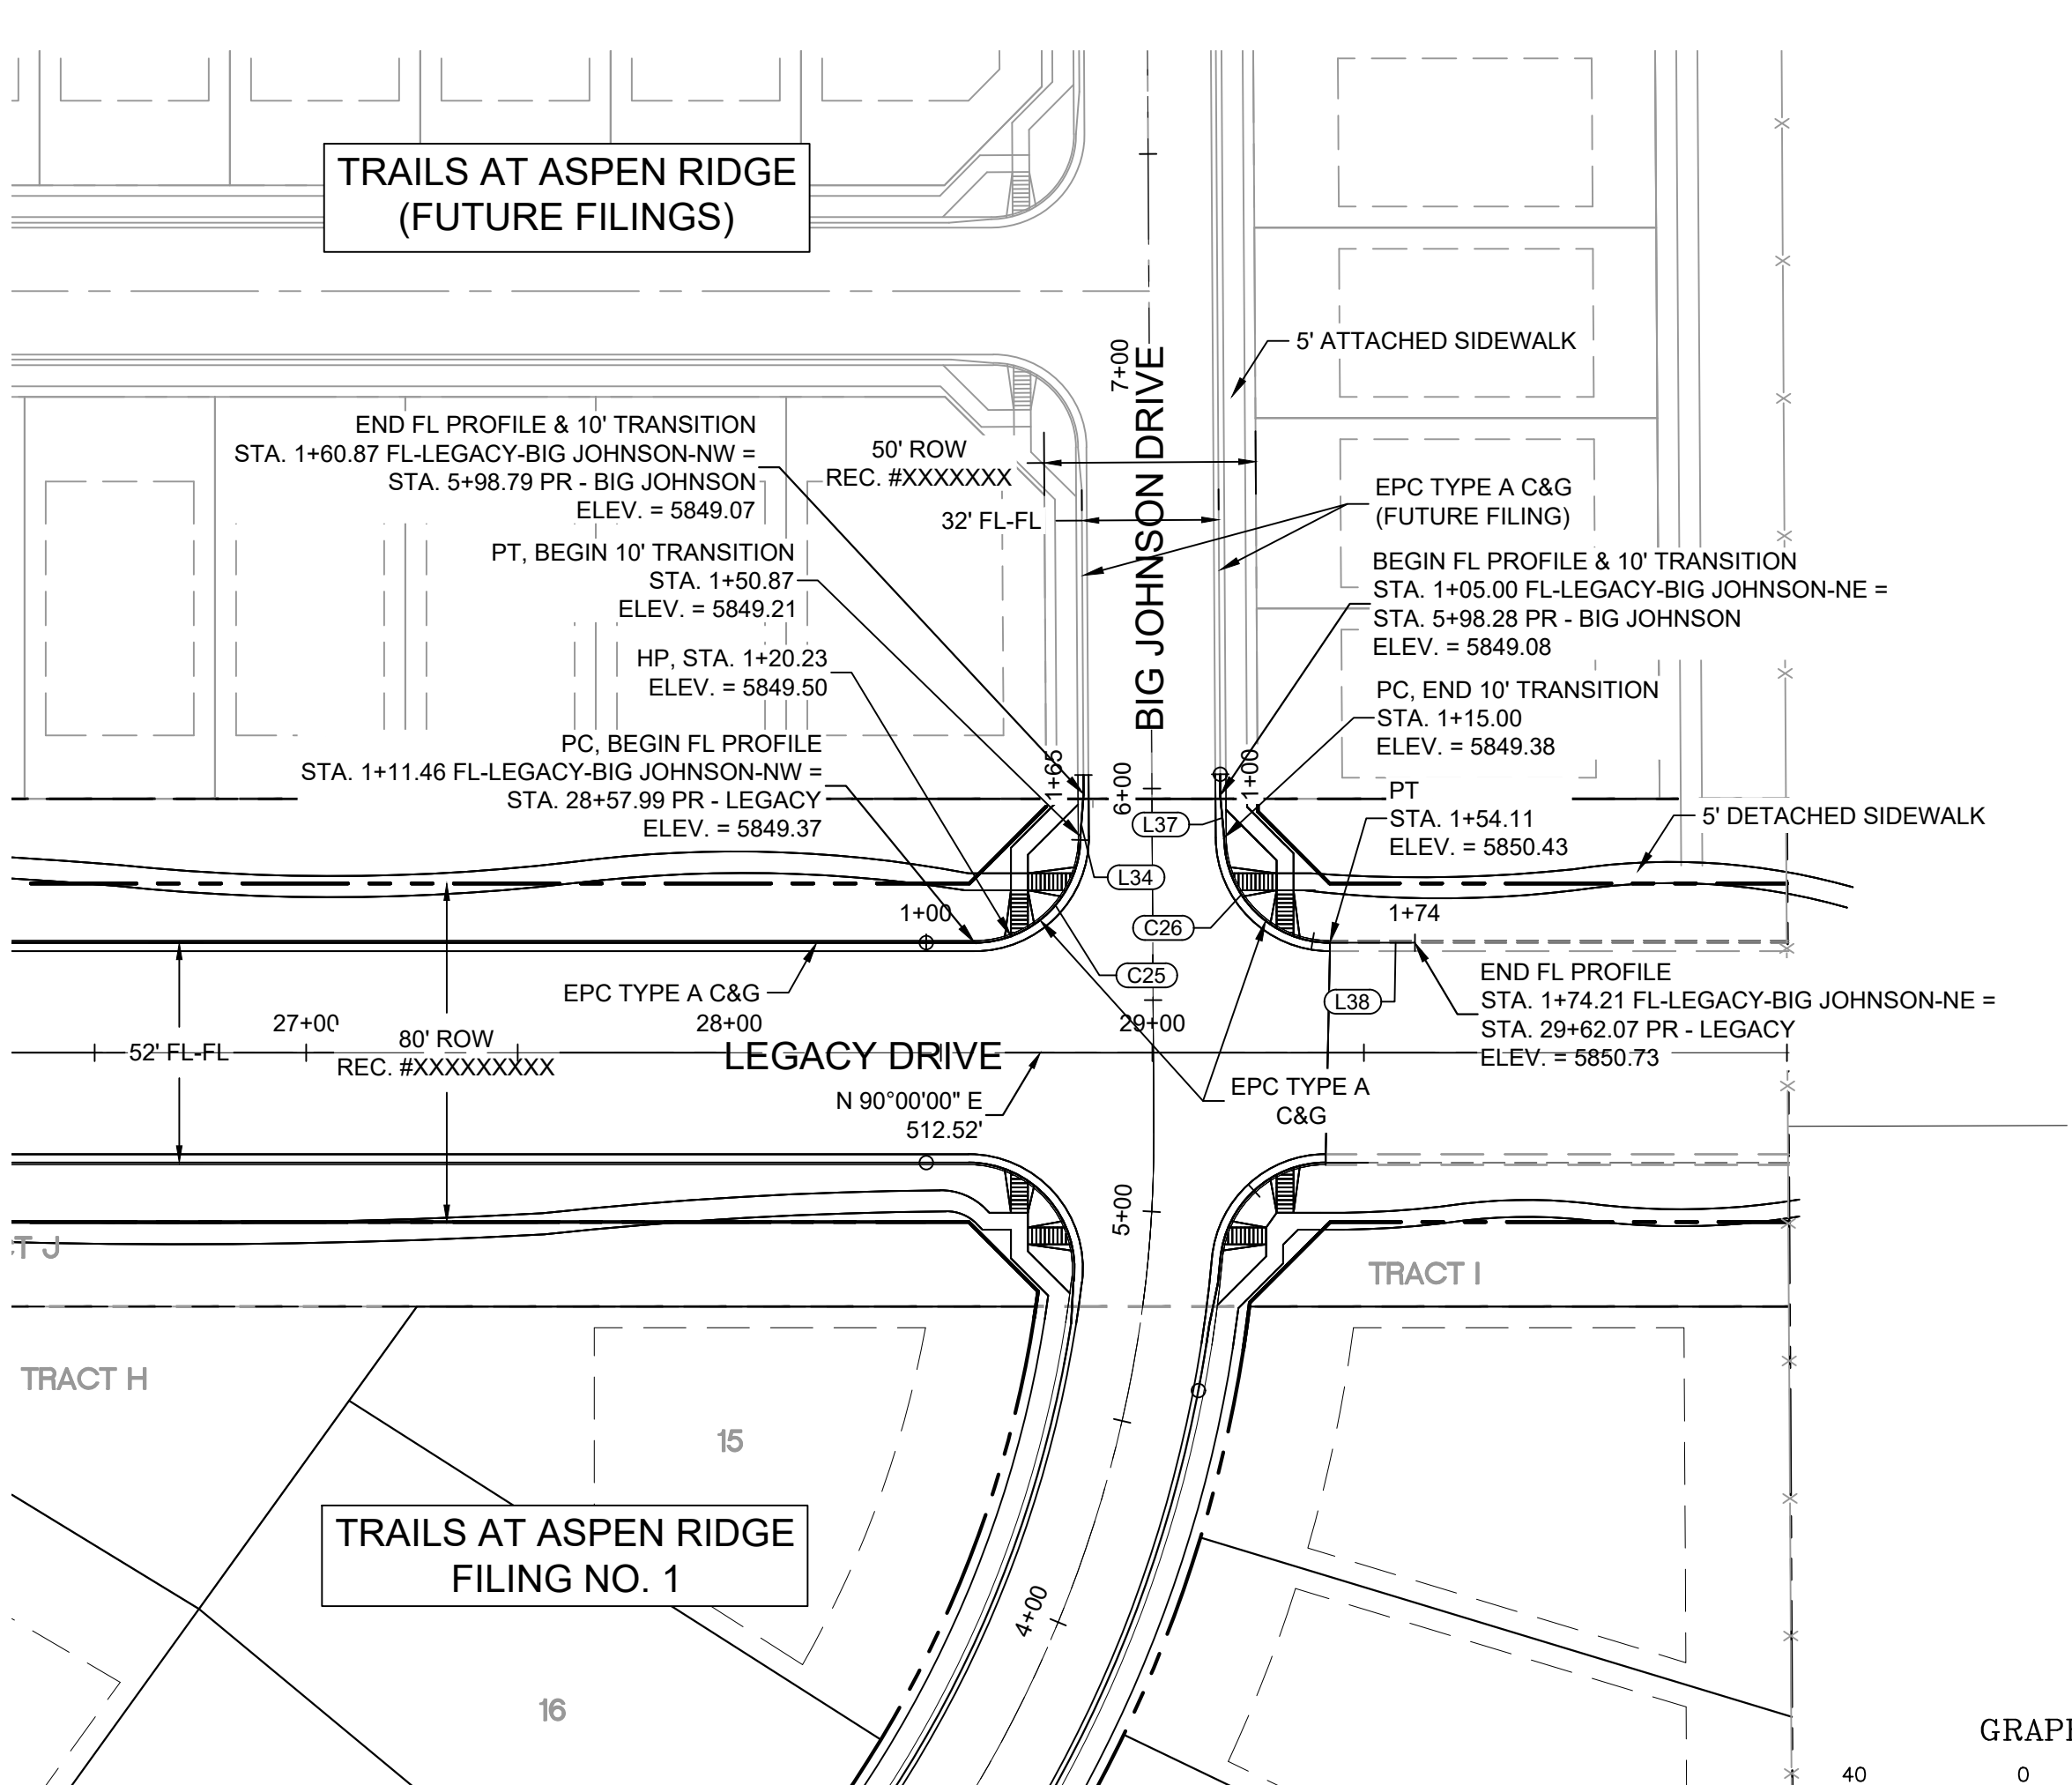 TRAILS AT ASPEN RIDGE
(FUTURE FILINGS)
5' ATTACHED SIDEWALK
7+00
BIG JOHNSON DRIVE
END FL PROFILE & 10' TRANSITION
STA. 1+60.87 FL-LEGACY-BIG JOHNSON-NW =
STA. 5+98.79 PR - BIG JOHNSON
ELEV. = 5849.07
50' ROW
REC. #XXXXXXX
32' FL-FL
EPC TYPE A C&G
(FUTURE FILING)
PT, BEGIN 10' TRANSITION
STA. 1+50.87
ELEV. = 5849.21
BEGIN FL PROFILE & 10' TRANSITION
STA. 1+05.00 FL-LEGACY-BIG JOHNSON-NE =
STA. 5+98.28 PR - BIG JOHNSON
ELEV. = 5849.08
HP, STA. 1+20.23
ELEV. = 5849.50
PC, END 10' TRANSITION
STA. 1+15.00
ELEV. = 5849.38
PC, BEGIN FL PROFILE
STA. 1+11.46 FL-LEGACY-BIG JOHNSON-NW =
STA. 28+57.99 PR - LEGACY
ELEV. = 5849.37
1+65
6+00
1+00
PT
STA. 1+54.11
ELEV. = 5850.43
5' DETACHED SIDEWALK
L37
L34
C26
C25
1+00
1+74
EPC TYPE A C&G
L38
END FL PROFILE
STA. 1+74.21 FL-LEGACY-BIG JOHNSON-NE =
STA. 29+62.07 PR - LEGACY
ELEV. = 5850.73
27+00
28+00
29+00
52' FL-FL
80' ROW
REC. #XXXXXXXXX
LEGACY DRIVE
N 90°00'00" E
512.52'
EPC TYPE A
C&G
5+00
T J
TRACT I
TRACT H
15
TRAILS AT ASPEN RIDGE
FILING NO. 1
4+00
16
GRAP
40
0